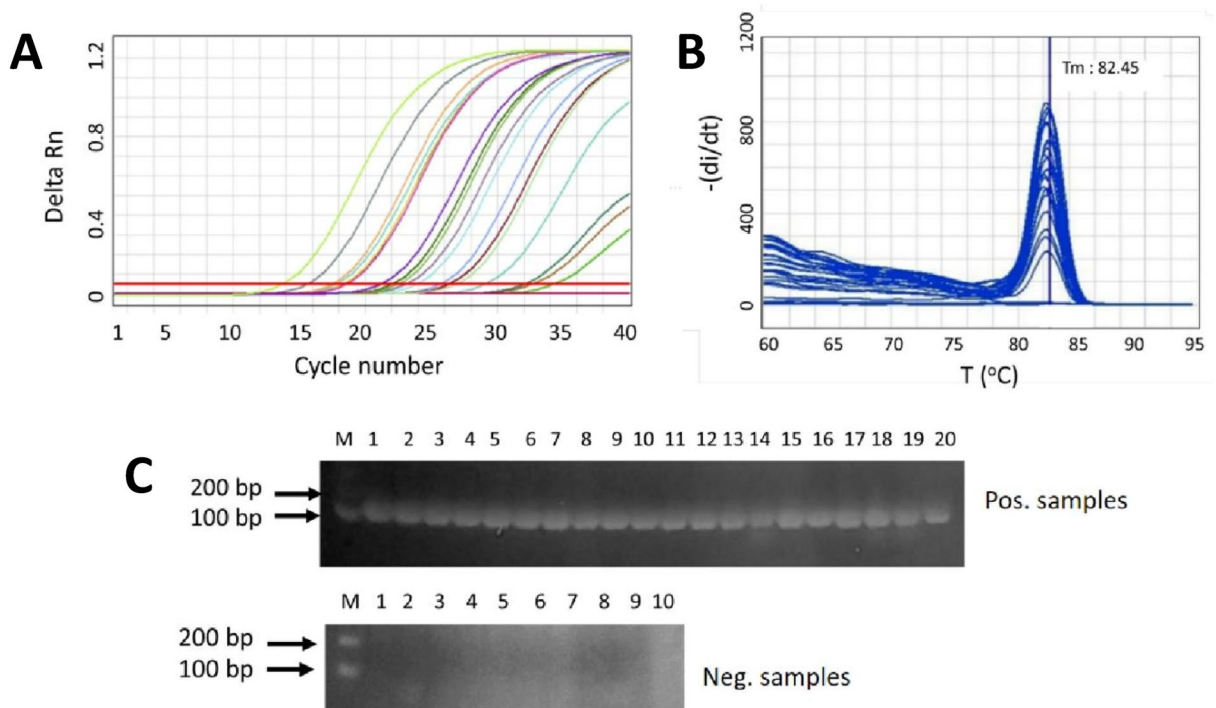 A
1.2
0.8
0.4
0
Delta Rn
1 5 10 15 20 25 30 35 40
Cycle number
B
1200
800
400
0
-(di/dt)
Tm : 82.45
60 65 70 75 80 85 90 95
T (oC)
C
M 1 2 3 4 5 6 7 8 9 10 11 12 13 14 15 16 17 18 19 20
200 bp
100 bp
Pos. samples
M 1 2 3 4 5 6 7 8 9 10
200 bp
100 bp
Neg. samples